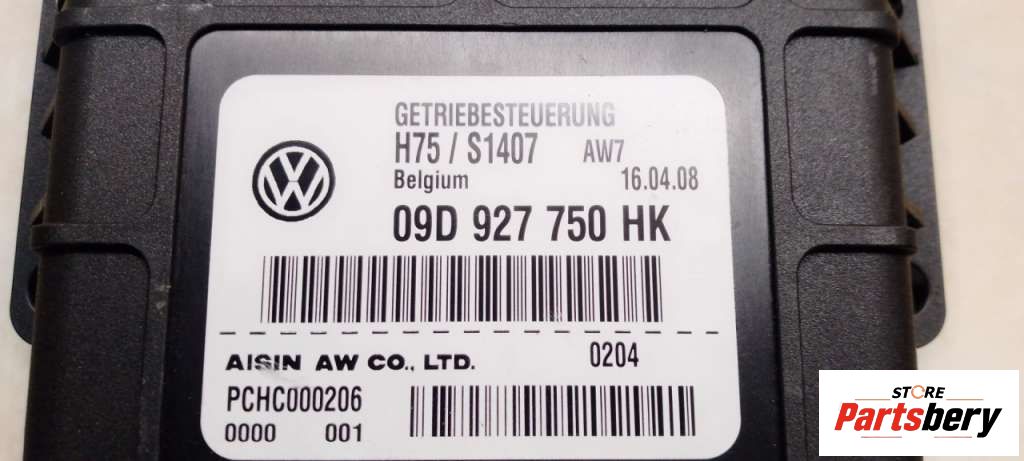 GETRIEBESTEUERUNG
H75 / S1407 AW7
Belgium 16.04.08
09D 927 750 HK
AISIN AW CO., LTD. 0204
PCHC000206
0000 001
STORE
Partsbery